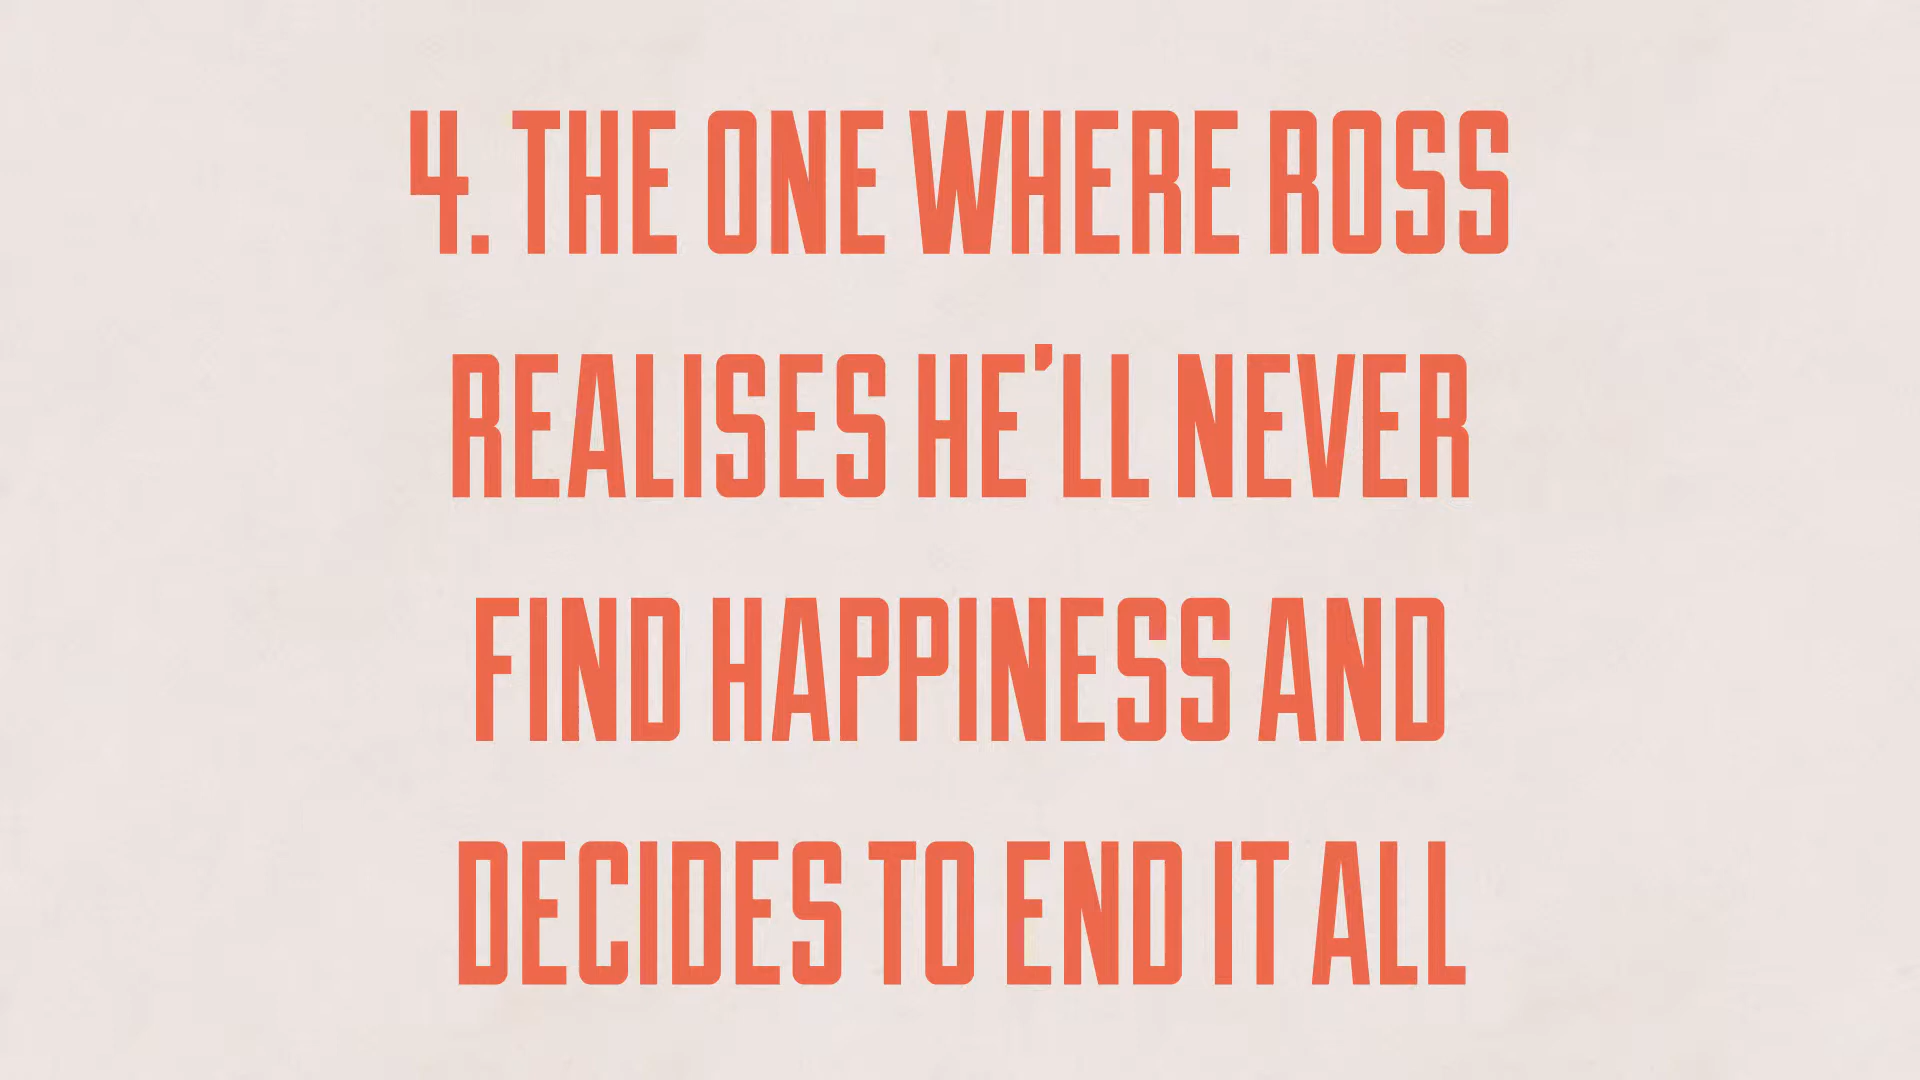 4. THE ONE WHERE ROSS
REALISES HE'LL NEVER
FIND HAPPINESS AND
DECIDES TO END IT ALL